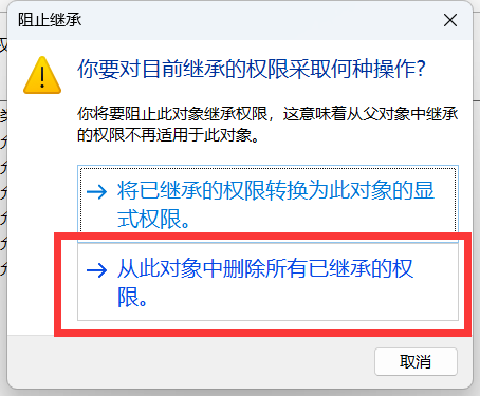 阻止继承
你要对目前继承的权限采取何种操作?
你将要阻止此对象继承权限，这意味着从父对象中继承
的权限不再适用于此对象。
将已继承的权限转换为此对象的显
式权限。
从此对象中删除所有已继承的权
限。
取消